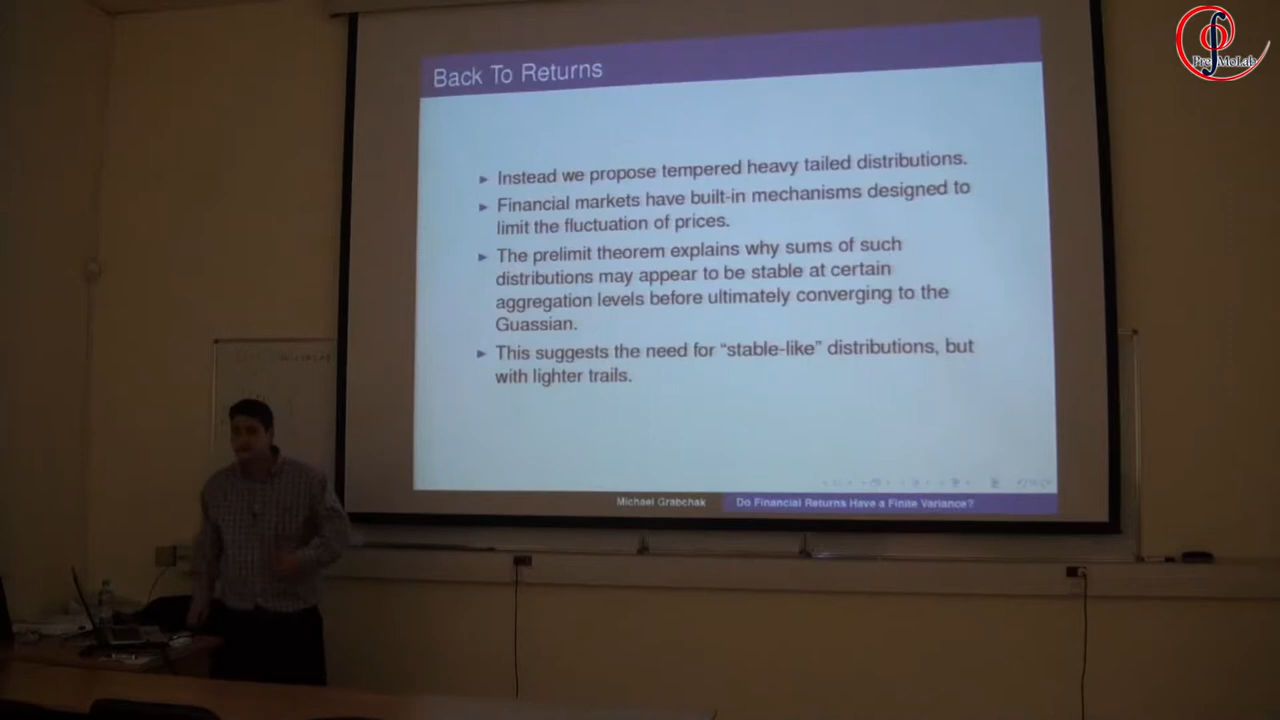 Back To Returns
► Instead we propose tempered heavy tailed distributions.
► Financial markets have built-in mechanisms designed to
limit the fluctuation of prices.
► The prelimit theorem explains why sums of such
distributions may appear to be stable at certain
aggregation levels before ultimately converging to the
Guassian.
► This suggests the need for “stable-like” distributions, but
with lighter trails.
Michael Grabchak
Do Financial Returns Have a Finite Variance?
PreMoLab